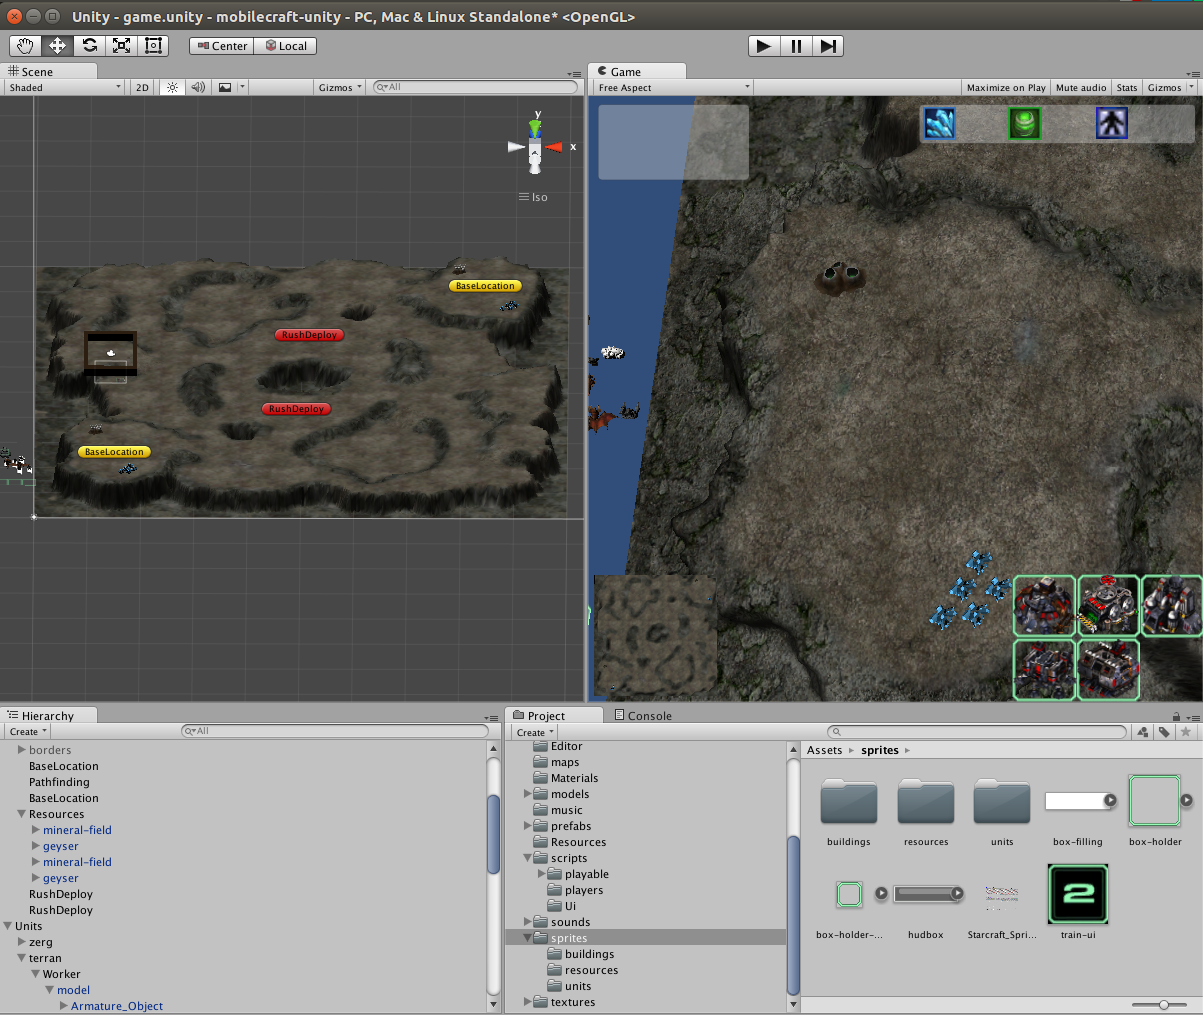 Unity - game.unity - mobilecraft-unity - PC, Mac & Linux Standalone* <OpenGL>
Center Local
Scene
Shaded 2D Gizmos All
y
x
Iso
BaseLocation
RushDeploy
RushDeploy
BaseLocation
Game
Free Aspect Maximize on Play Mute audio Stats Gizmos
Hierarchy
Create All
borders
BaseLocation
Pathfinding
BaseLocation
Resources
mineral-field
geyser
mineral-field
geyser
RushDeploy
RushDeploy
Units
zerg
terran
Worker
model
Armature_Object
Project Console
Create
Editor
maps
Materials
models
music
prefabs
Resources
scripts
playable
players
Ui
sounds
sprites
buildings
resources
units
textures
Assets sprites
buildings resources units box-filling box-holder
2
box-holder-... hudbox Starcraft_Spri... train-ui